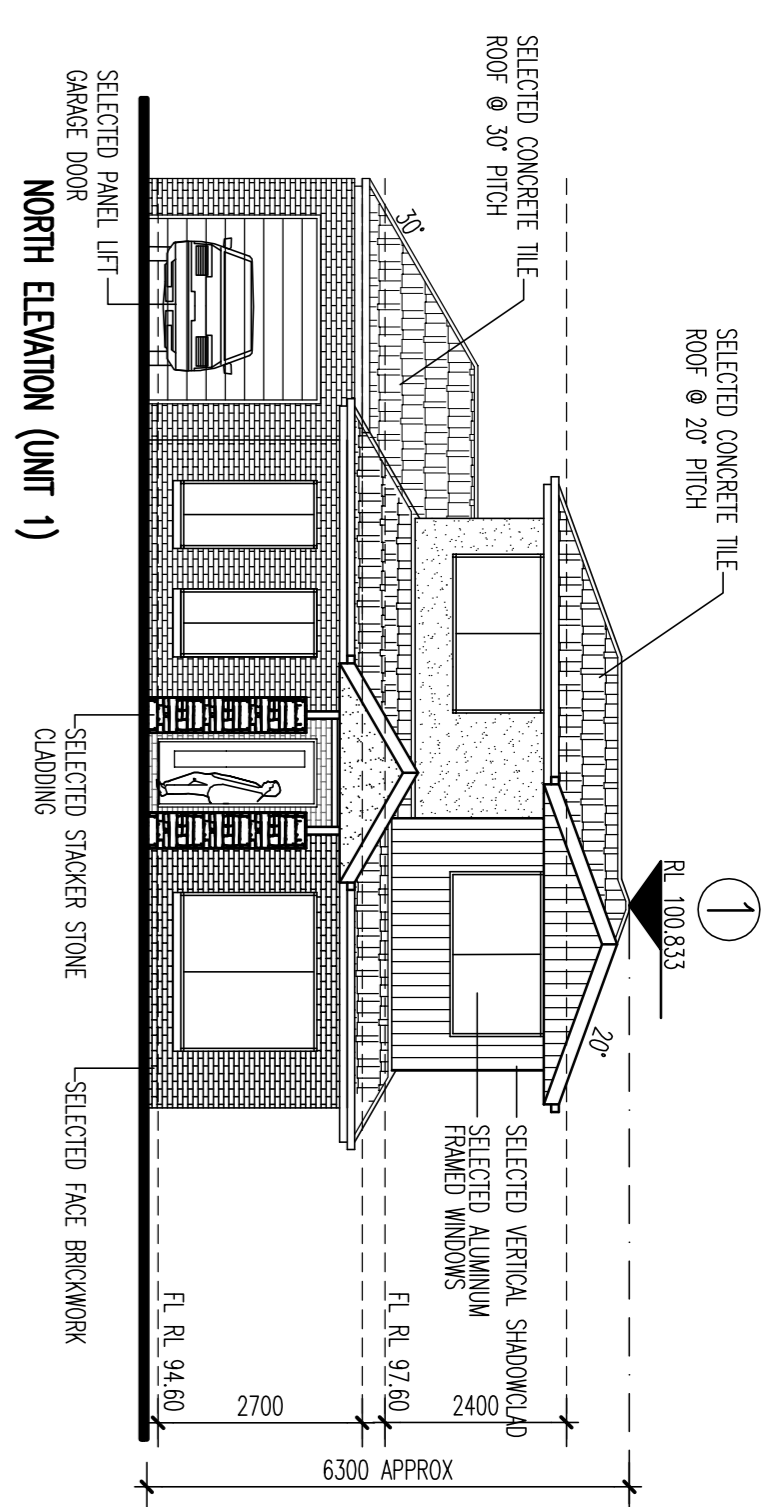 1
RL 100.833
SELECTED CONCRETE TILE
ROOF @ 20° PITCH
SELECTED CONCRETE TILE
ROOF @ 30° PITCH
30°
20°
SELECTED VERTICAL SHADOWCLAD
SELECTED ALUMINUM
FRAMED WINDOWS
FL RL 97.60
FL RL 94.60
2400
2700
6300 APPROX
SELECTED PANEL LIFT
GARAGE DOOR
SELECTED STACKER STONE
CLADDING
SELECTED FACE BRICKWORK
NORTH ELEVATION (UNIT 1)